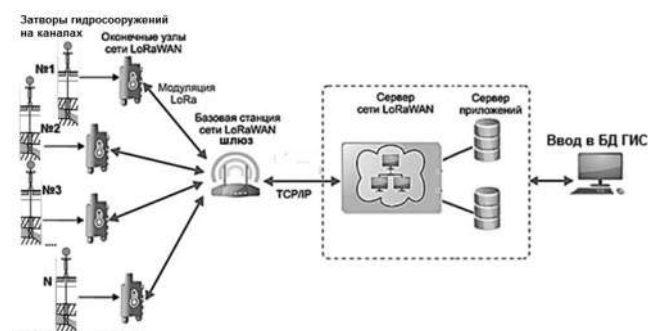 Затворы гидросооружений
на каналах
Оконечные узлы
сети LoRaWAN
№1
Модуляция
LoRa
№2
Базовая станция
сети LoRaWAN
шлюз
№3
....
N
TCP/IP
Сервер
сети LoRaWAN
Сервер
приложений
Ввод в БД ГИС